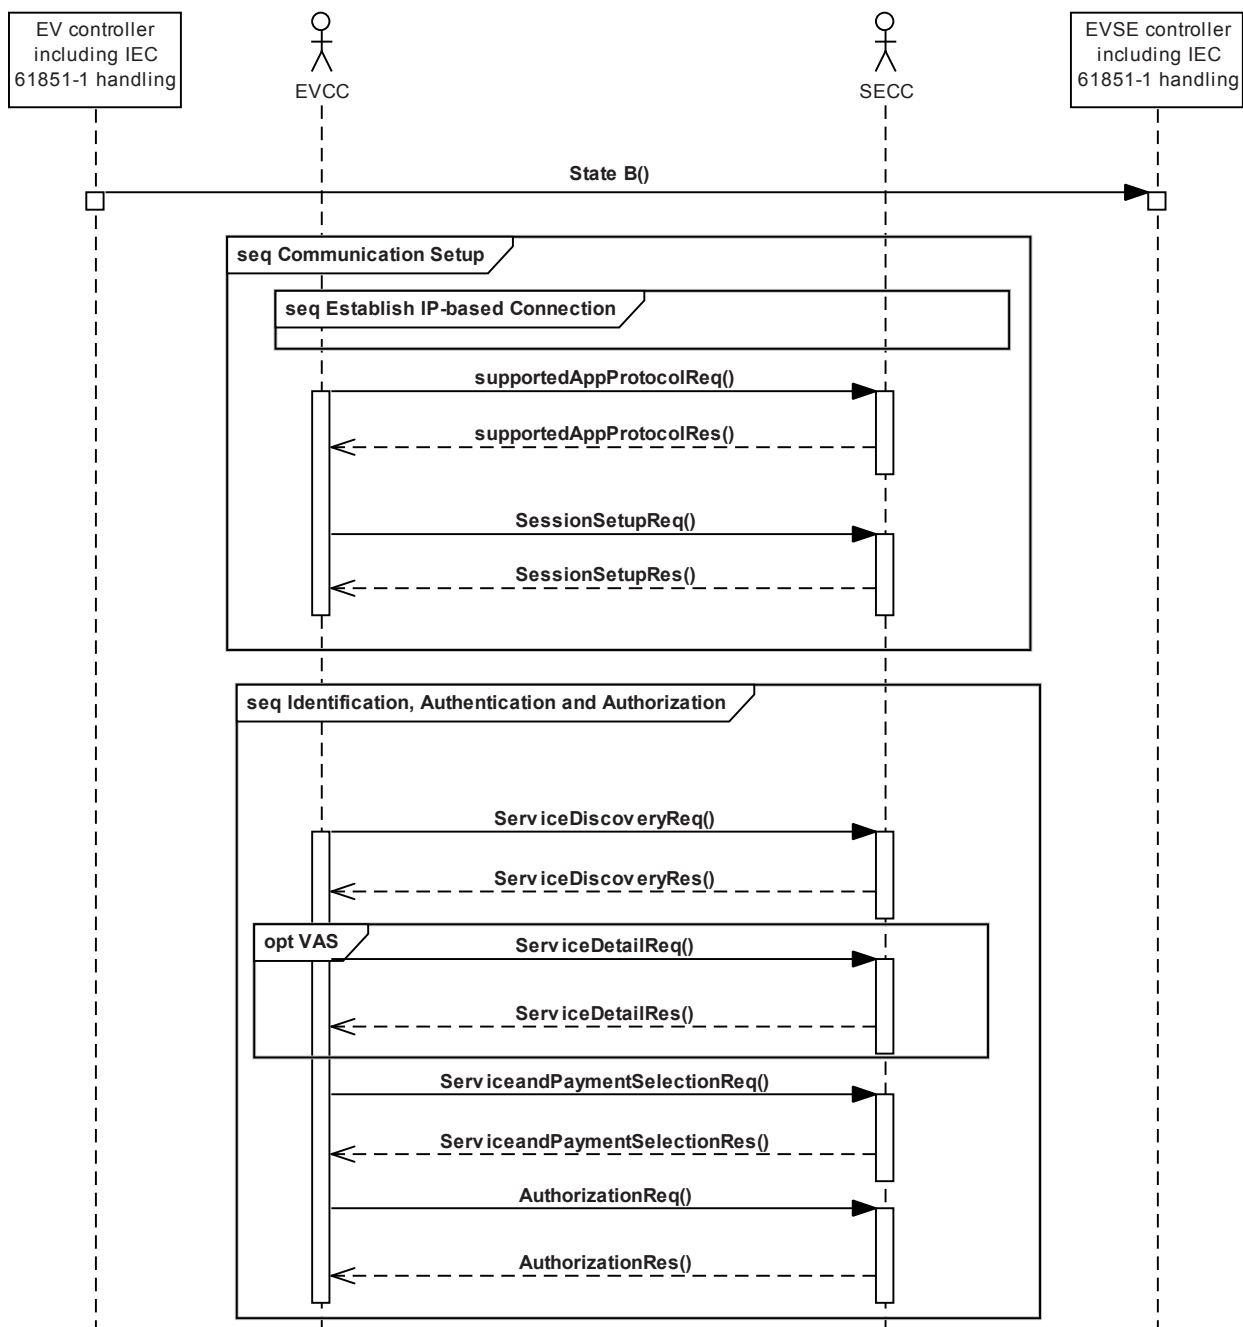 EV controller
including IEC
61851-1 handling
EVCC
SECC
EVSE controller
including IEC
61851-1 handling
State B()
seq Communication Setup
seq Establish IP-based Connection
supportedAppProtocolReq()
supportedAppProtocolRes()
SessionSetupReq()
SessionSetupRes()
seq Identification, Authentication and Authorization
ServiceDiscoveryReq()
ServiceDiscoveryRes()
opt VAS
ServiceDetailReq()
ServiceDetailRes()
ServiceandPaymentSelectionReq()
ServiceandPaymentSelectionRes()
AuthorizationReq()
AuthorizationRes()